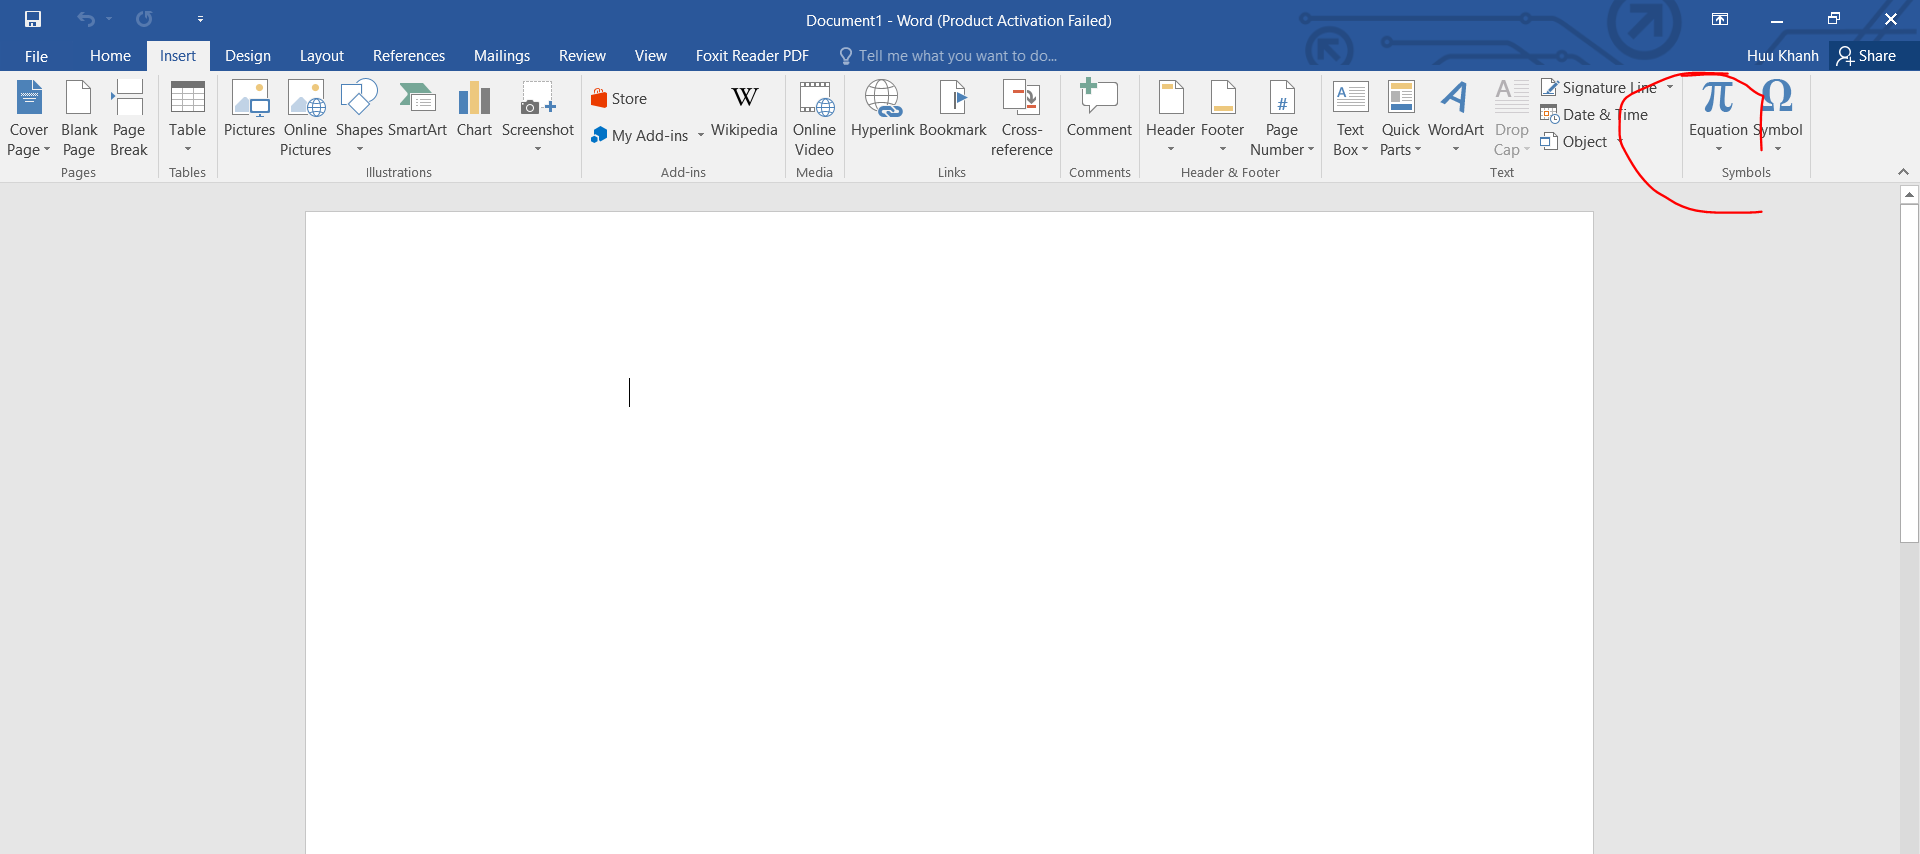 Document1 - Word (Product Activation Failed)
File Home Insert Design Layout References Mailings Review View Foxit Reader PDF Tell me what you want to do... Huu Khanh Share
Cover Page
Blank Page
Page Break
Pages
Table
Tables
Pictures
Online Pictures
Shapes
SmartArt
Chart
Screenshot
Illustrations
Store
My Add-ins
W
Wikipedia
Add-ins
Online Video
Media
Hyperlink
Bookmark
Cross-
reference
Links
Comment
Comments
Header
Footer
#
Page Number
Header & Footer
A
Text Box
Quick Parts
A
WordArt
A
Drop Cap
Signature Line
Date & Time
Object
Text
π
Equation
Ω
Symbol
Symbols